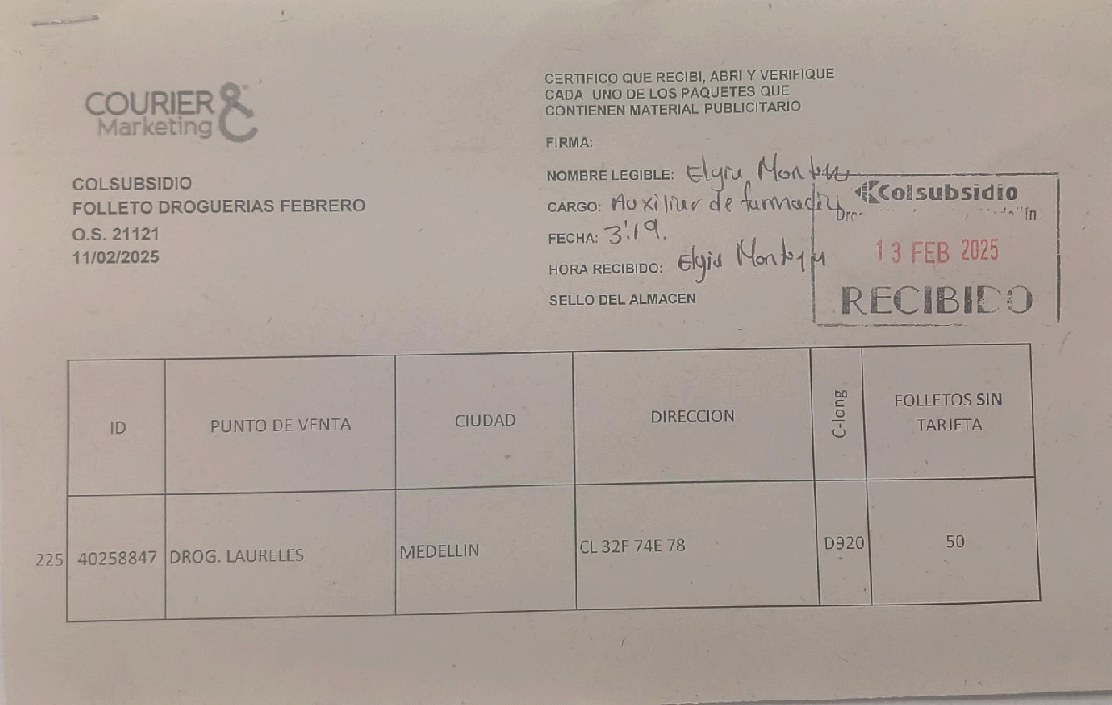 COURIER &
Marketing
COLSUBSIDIO
FOLLETO DROGUERIAS FEBRERO
O.S. 21121
11/02/2025
CERTIFICO QUE RECIBI, ABRI Y VERIFIQUE
CADA UNO DE LOS PAQUETES QUE
CONTIENEN MATERIAL PUBLICITARIO
FIRMA:
NOMBRE LEGIBLE:
CARGO: Auxiliar de farmacia
FECHA: 3:19.
HORA RECIBIDO:
SELLO DEL ALMACEN
Colsubsidio
13 FEB 2025
RECIBIDO
ID PUNTO DE VENTA CIUDAD DIRECCION C-long FOLLETOS SIN
TARIFTA
225 40258847 DROG. LAURELES MEDELLIN CL 32F 74E 78 D920 50